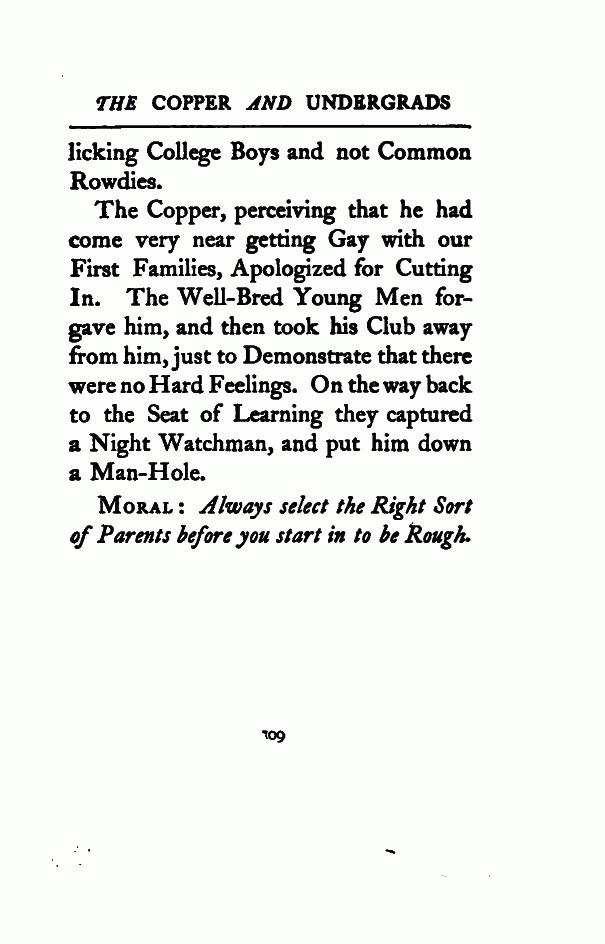 THE COPPER AND UNDERGRADS
licking College Boys and not Common
Rowdies.
The Copper, perceiving that he had
come very near getting Gay with our
First Families, Apologized for Cutting
In. The Well-Bred Young Men for-
gave him, and then took his Club away
from him, just to Demonstrate that there
were no Hard Feelings. On the way back
to the Seat of Learning they captured
a Night Watchman, and put him down
a Man-Hole.
MORAL: Always select the Right Sort
of Parents before you start in to be Rough.
109